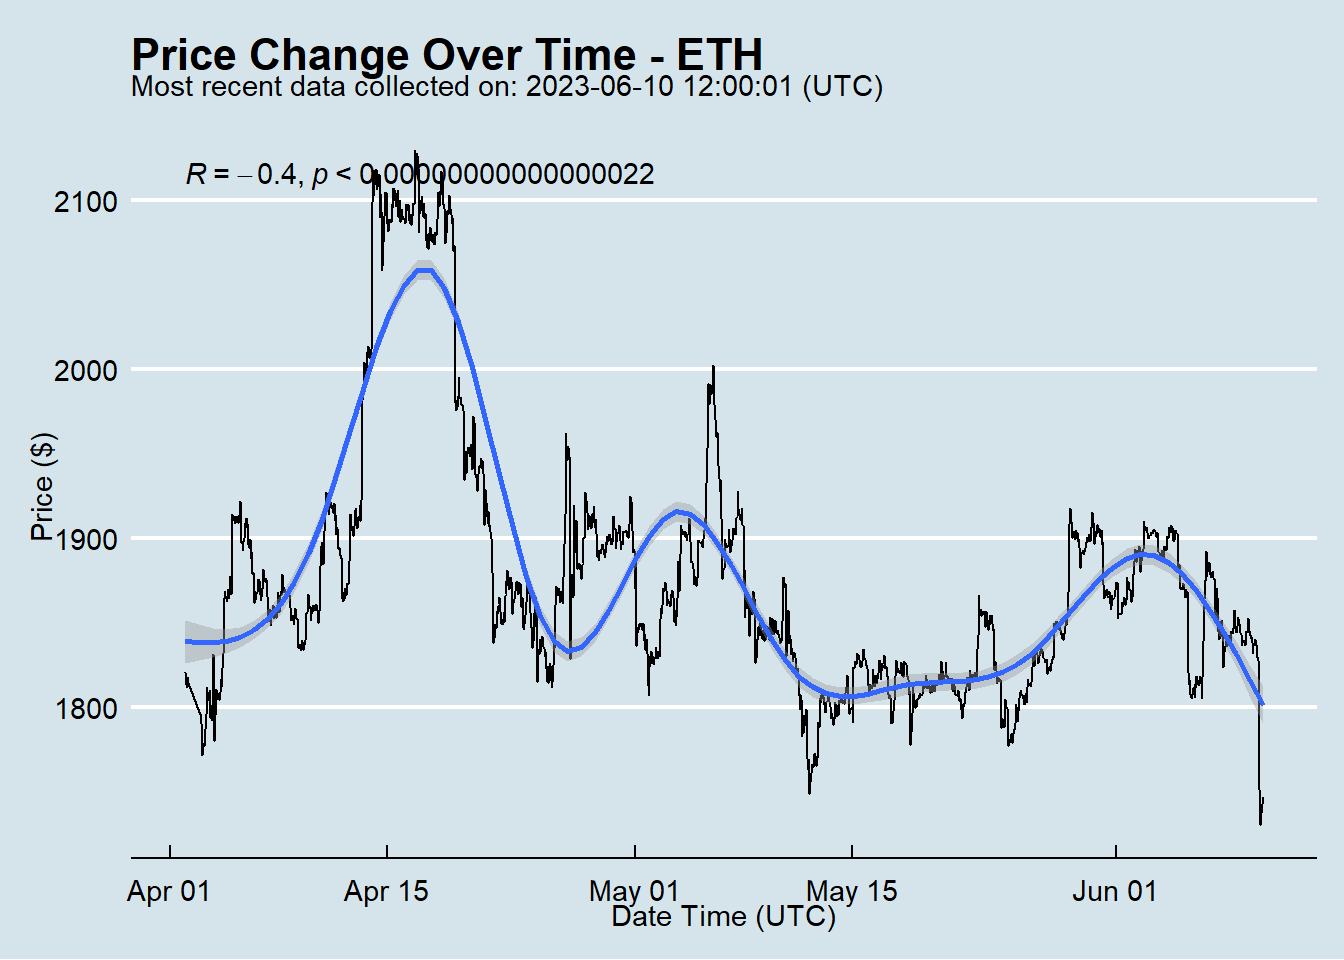 Price Change Over Time - ETH
Most recent data collected on: 2023-06-10 12:00:01 (UTC)
R = −0.4, p < 0.00000000000000022
2100
2000
1900
1800
Price ($)
Apr 01 Apr 15 May 01 May 15 Jun 01
Date Time (UTC)